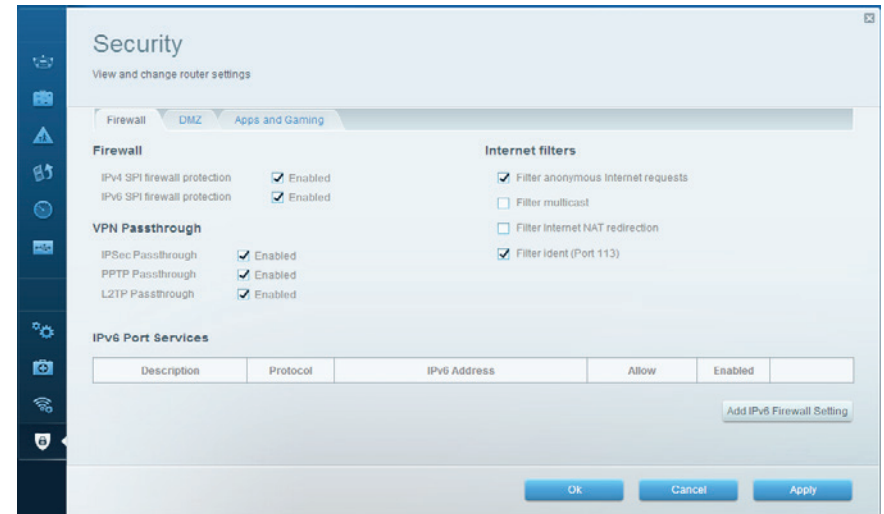 Security
View and change router settings
Firewall DMZ Apps and Gaming
Firewall
IPv4 SPI firewall protection Enabled
IPv6 SPI firewall protection Enabled
VPN Passthrough
IPSec Passthrough Enabled
PPTP Passthrough Enabled
L2TP Passthrough Enabled
Internet filters
Filter anonymous Internet requests
Filter multicast
Filter Internet NAT redirection
Filter ident (Port 113)
IPv6 Port Services
Description Protocol IPv6 Address Allow Enabled
Add IPv6 Firewall Setting
Ok Cancel Apply